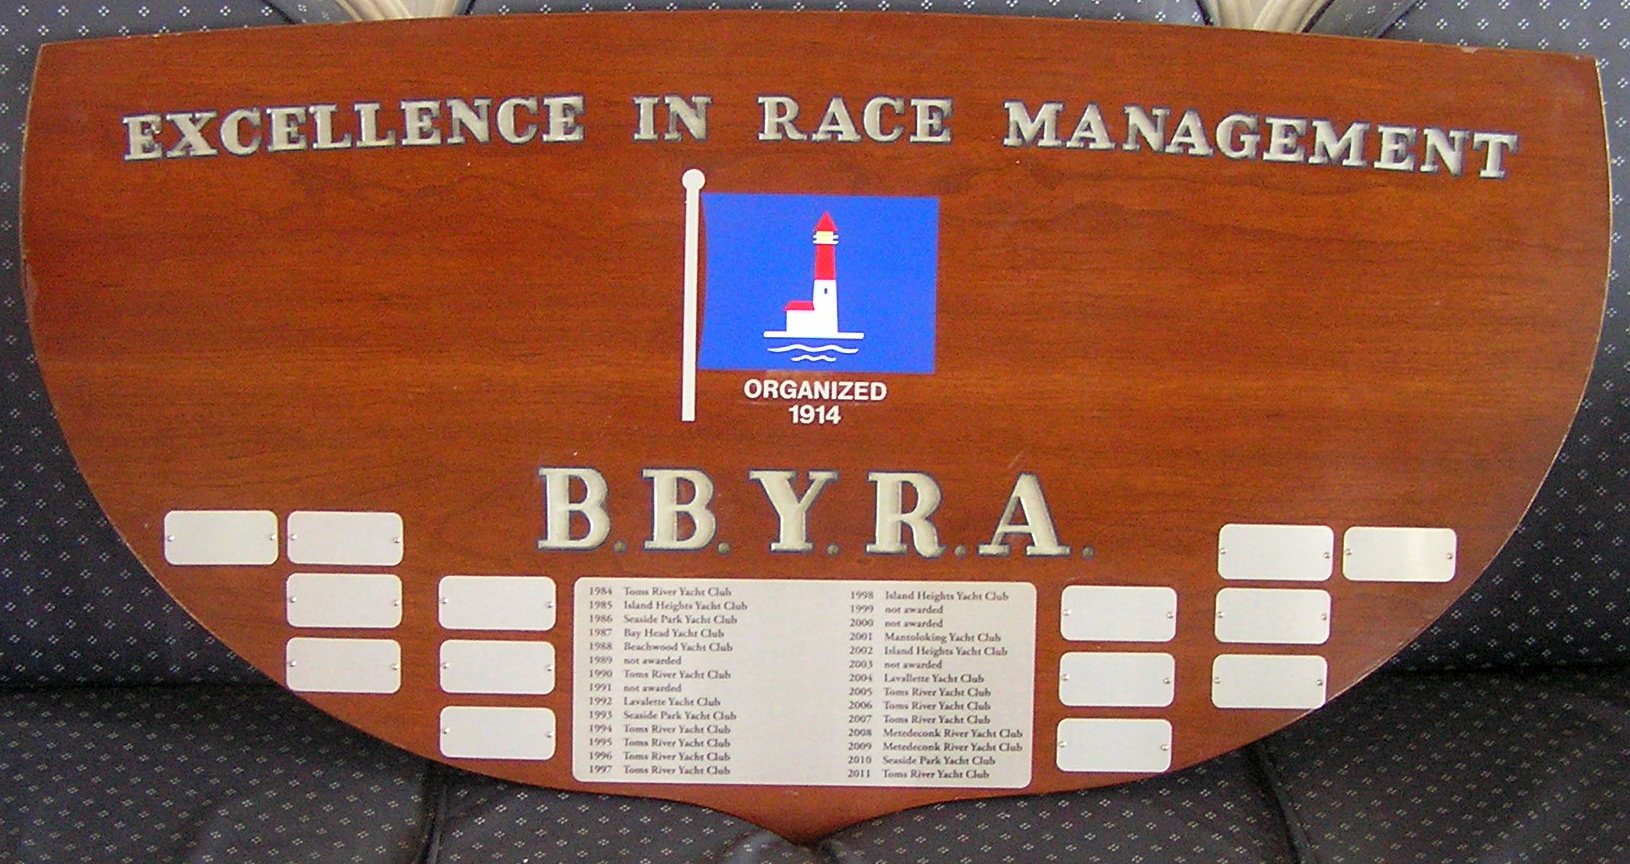 EXCELLENCE IN RACE MANAGEMENT
ORGANIZED
1914
B.B.Y.R.A.
1984 Toms River Yacht Club
1985 Island Heights Yacht Club
1986 Seaside Park Yacht Club
1987 Bay Head Yacht Club
1988 Beachwood Yacht Club
1989 not awarded
1990 Toms River Yacht Club
1991 not awarded
1992 Lavalette Yacht Club
1993 Seaside Park Yacht Club
1994 Toms River Yacht Club
1995 Toms River Yacht Club
1996 Toms River Yacht Club
1997 Toms River Yacht Club
1998 Island Heights Yacht Club
1999 not awarded
2000 not awarded
2001 Mantoloking Yacht Club
2002 Island Heights Yacht Club
2003 not awarded
2004 Lavallette Yacht Club
2005 Toms River Yacht Club
2006 Toms River Yacht Club
2007 Toms River Yacht Club
2008 Metedeconk River Yacht Club
2009 Metedeconk River Yacht Club
2010 Seaside Park Yacht Club
2011 Toms River Yacht Club